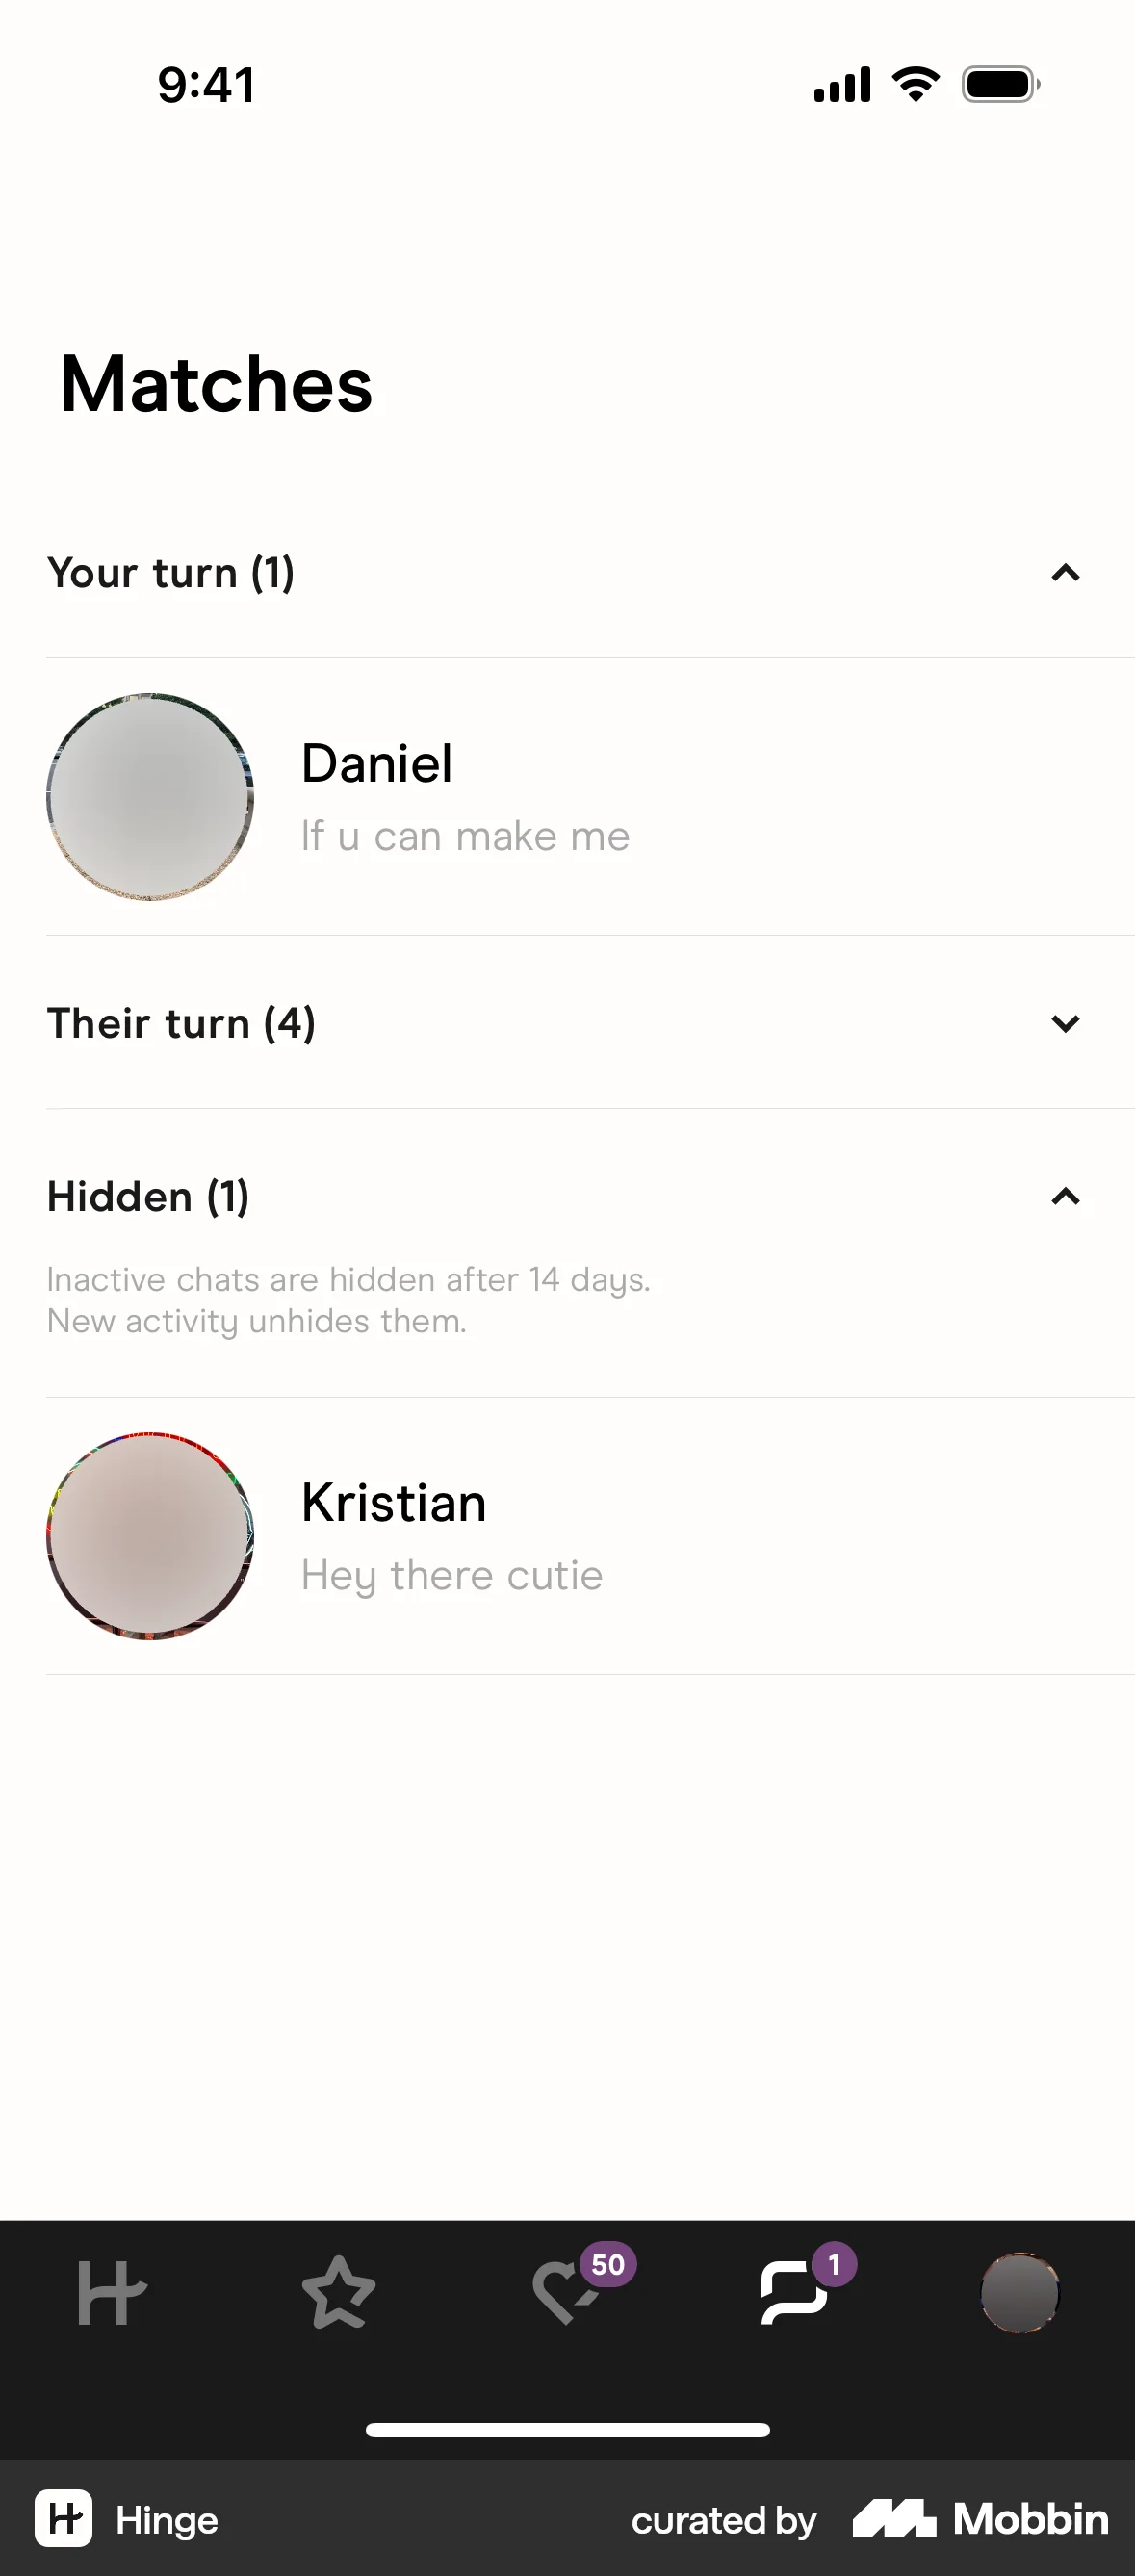 9:41
Matches
Your turn (1)
Daniel
If u can make me
Their turn (4)
Hidden (1)
Inactive chats are hidden after 14 days.
New activity unhides them.
Kristian
Hey there cutie
50
1
Hinge
curated by Mobbin